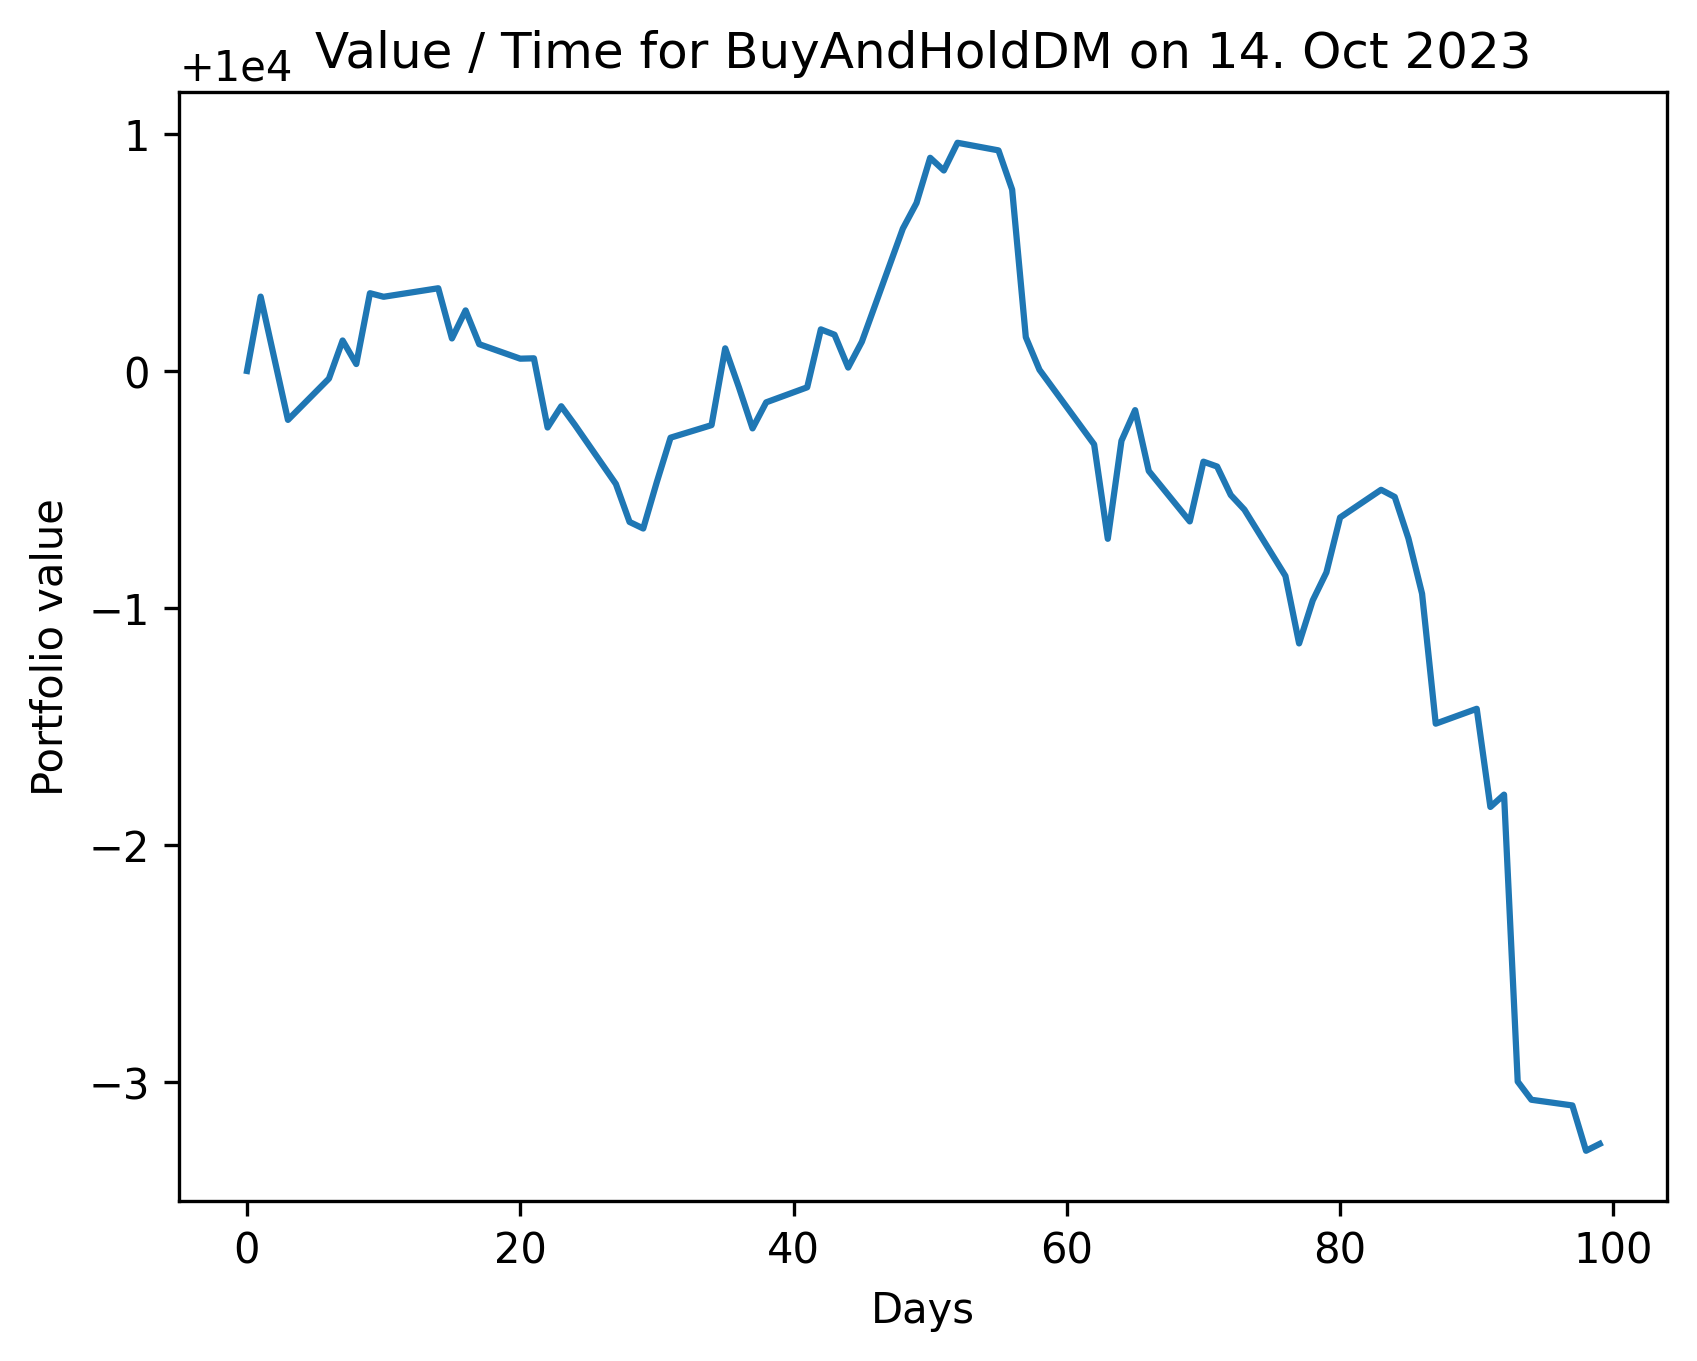 Value / Time for BuyAndHoldDM on 14. Oct 2023
+1e4
1
0
−1
−2
−3
Portfolio value
0 20 40 60 80 100
Days